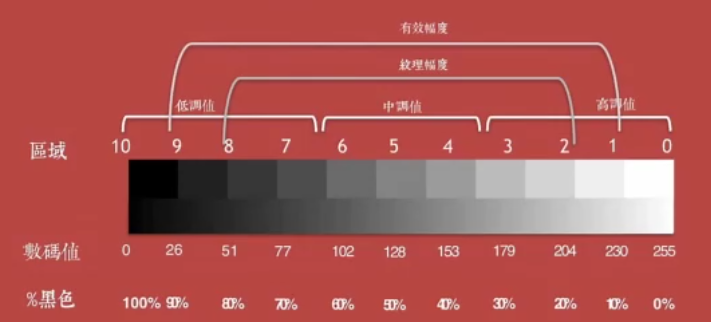 有效幅度
紋理幅度
低調值 中調值 高調值
區域 10 9 8 7 6 5 4 3 2 1 0
數碼值 0 26 51 77 102 128 153 179 204 230 255
%黑色 100% 90% 80% 70% 60% 50% 40% 30% 20% 10% 0%